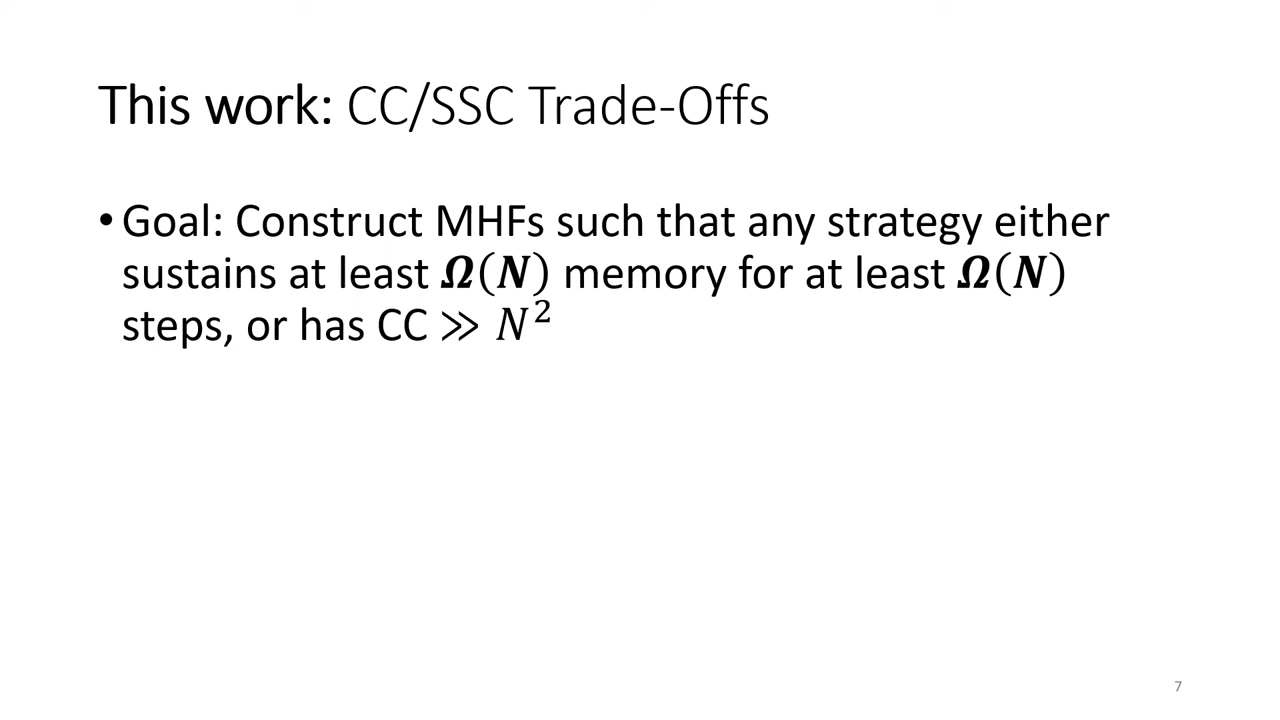 This work: CC/SSC Trade-Offs
• Goal: Construct MHFs such that any strategy either
sustains at least 𝜴(𝑵) memory for at least 𝜴(𝑵)
steps, or has CC ≫ 𝑁²
7